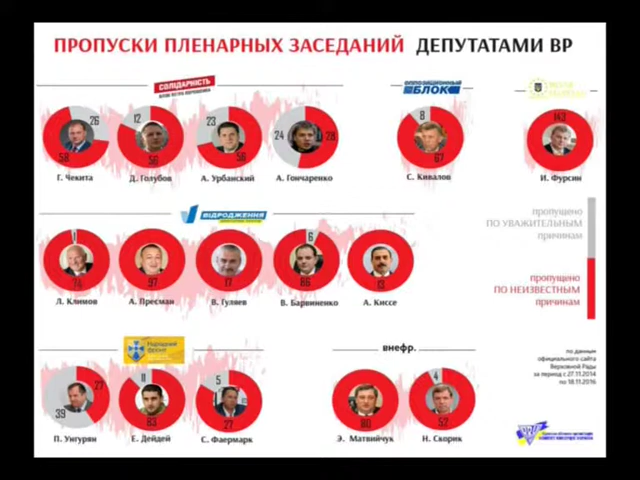 ПРОПУСКИ ПЛЕНАРНЫХ ЗАСЕДАНИЙ ДЕПУТАТАМИ ВР
СОЛІДАРНІСТЬ
ОППОЗИЦИОННЫЙ
БЛОК
26
58
Г. Чекита
12
56
Д. Голубов
23
56
А. Урбанский
24
28
А. Гончаренко
8
67
С. Кивалов
143
И. Фурсин
ВІДРОДЖЕННЯ
1
74
Л. Климов
97
А. Пресман
17
В. Гуляев
6
86
В. Барвиненко
13
А. Киссе
пропущено
ПО УВАЖИТЕЛЬНЫМ
причинам
пропущено
ПО НЕИЗВЕСТНЫМ
причинам
Народний
фронт
внефр.
27
39
П. Унгурян
11
83
Е. Дейдей
5
27
С. Фаермарк
80
Э. Матвийчук
4
52
Н. Скорик
по данным
официального сайта
Верховной Рады
за период с 27.11.2014
по 18.11.2016